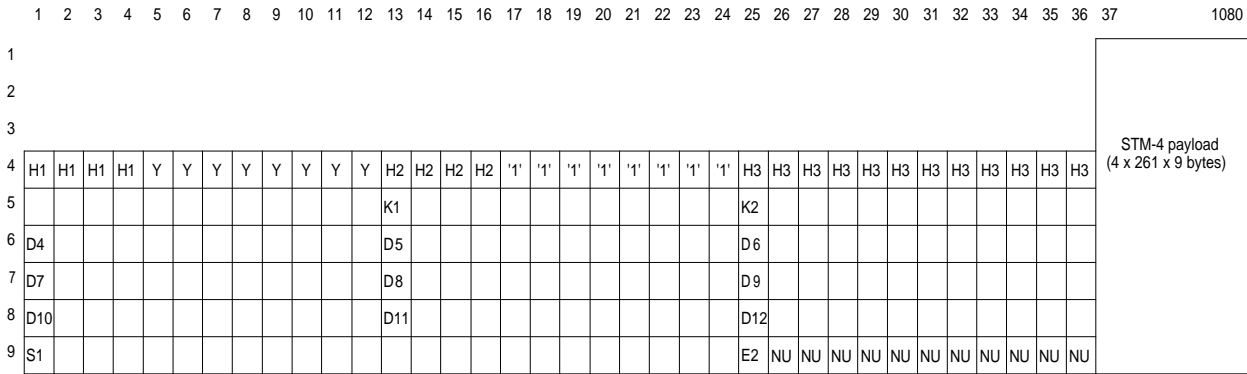 1 2 3 4 5 6 7 8 9 10 11 12 13 14 15 16 17 18 19 20 21 22 23 24 25 26 27 28 29 30 31 32 33 34 35 36 37 1080
1
2
3
STM-4 payload
(4 x 261 x 9 bytes)
4 H1 H1 H1 H1 Y Y Y Y Y Y Y Y H2 H2 H2 H2 '1' '1' '1' '1' '1' '1' '1' '1' H3 H3 H3 H3 H3 H3 H3 H3 H3 H3 H3 H3
5 K1 K2
6 D4 D5 D6
7 D7 D8 D9
8 D10 D11 D12
9 S1 E2 NU NU NU NU NU NU NU NU NU NU NU